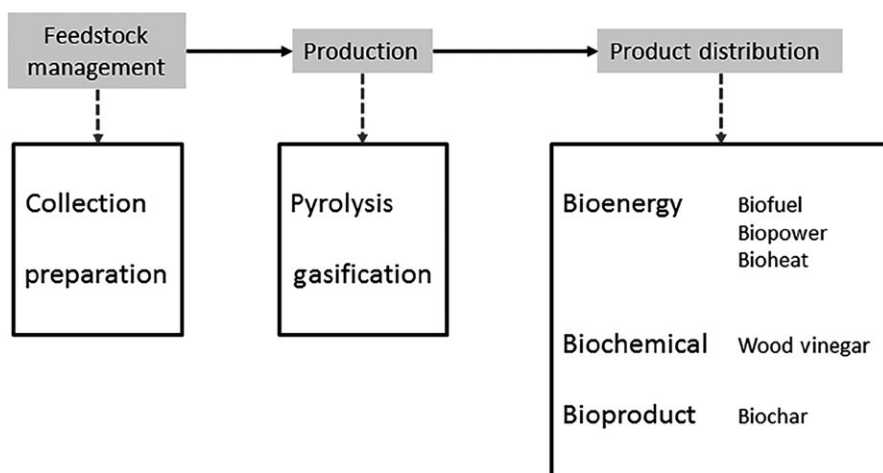 Feedstock
management
Production
Product distribution
Collection
preparation
Pyrolysis
gasification
Bioenergy Biofuel
Biopower
Bioheat
Biochemical Wood vinegar
Bioproduct Biochar